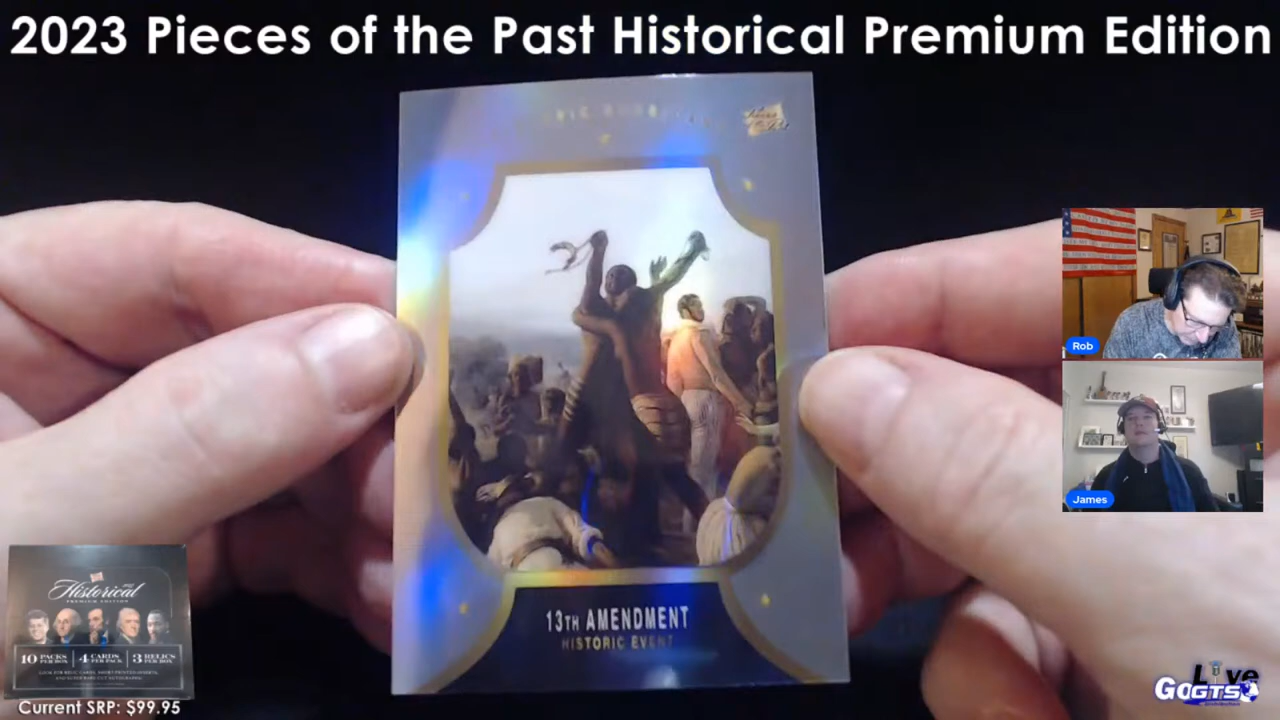 2023 Pieces of the Past Historical Premium Edition
13TH AMENDMENT
HISTORIC EVENT
Rob
James
Historical
PREMIUM EDITION
10 PACKS PER BOX
4 CARDS PER PACK
3 RELICS PER BOX
Current SRP: $99.95
Live
GOGTS